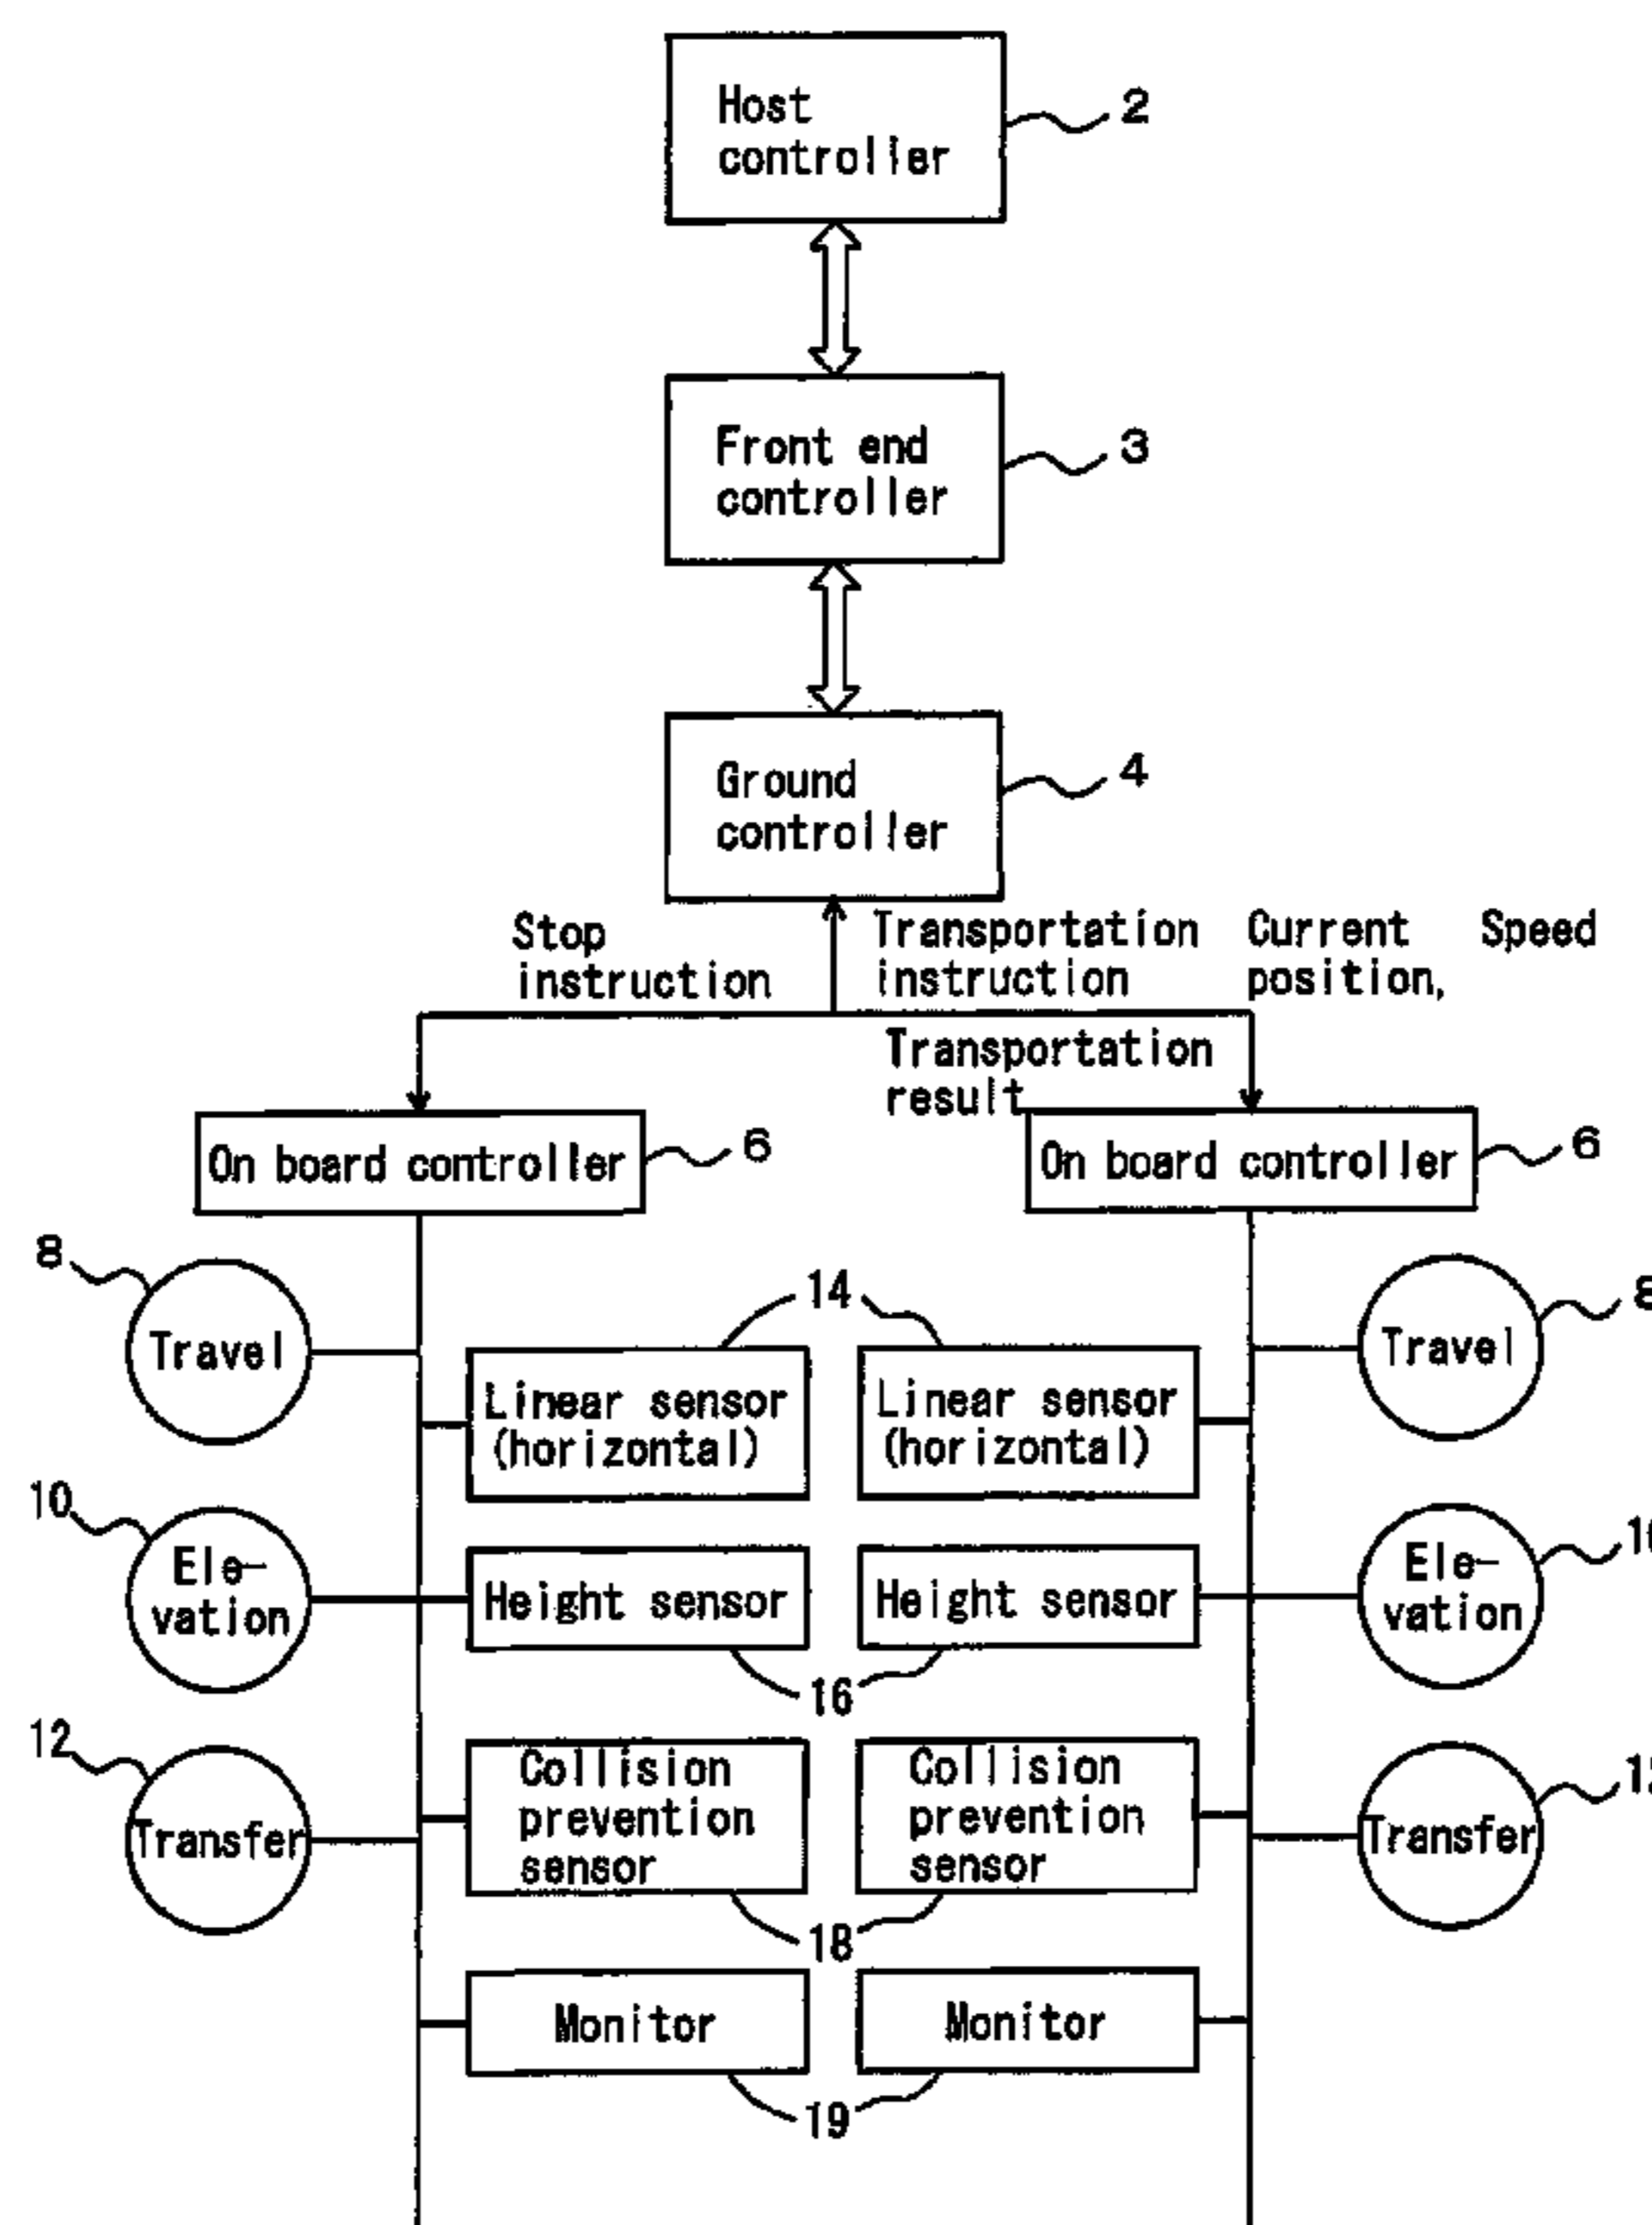 Host
controller
2
Front end
controller
3
Ground
controller
4
Stop
instruction
Transportation
instruction
Current
position,
Speed
Transportation
result
On board controller
6
On board controller
6
8
Travel
14
Travel
8
Linear sensor
(horizontal)
Linear sensor
(horizontal)
10
Ele-
vation
Height sensor
Height sensor
Ele-
vation
16
12
Transfer
Collision
prevention
sensor
Collision
prevention
sensor
Transfer
18
Monitor
Monitor
19